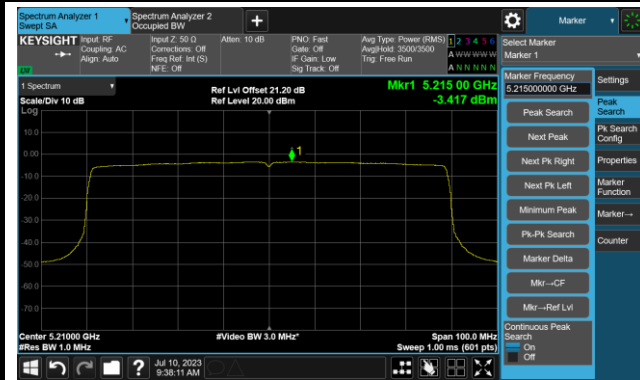 Spectrum Analyzer 1
Swept SA
Spectrum Analyzer 2
Occupied BW
Marker
KEYSIGHT
Input: RF
Coupling: AC
Align: Auto
Input Z: 50 Ω
Corrections: Off
Freq Ref: Int (S)
NFE: Off
Atten: 10 dB
PNO: Fast
Gate: Off
IF Gain: Low
Sig Track: Off
Avg Type: Power (RMS)
Avg|Hold: 3500/3500
Trig: Free Run
1 2 3 4 5 6
A W W W W W
A N N N N N
LW
Select Marker
Marker 1
1 Spectrum
Scale/Div 10 dB
Log
Ref Lvl Offset 21.20 dB
Ref Level 20.00 dBm
Mkr1 5.215 00 GHz
-3.417 dBm
10.0
0.00
-10.0
-20.0
-30.0
-40.0
-50.0
-60.0
-70.0
1
Center 5.21000 GHz
#Res BW 1.0 MHz
#Video BW 3.0 MHz*
Span 100.0 MHz
Sweep 1.00 ms (601 pts)
Marker Frequency
5.215000000 GHz
Peak Search
Next Peak
Next Pk Right
Next Pk Left
Minimum Peak
Pk-Pk Search
Marker Delta
Mkr→CF
Mkr→Ref Lvl
Continuous Peak
Search
On
Off
Settings
Peak
Search
Pk Search
Config
Properties
Marker
Function
Marker→
Counter
Jul 10, 2023
9:38:11 AM